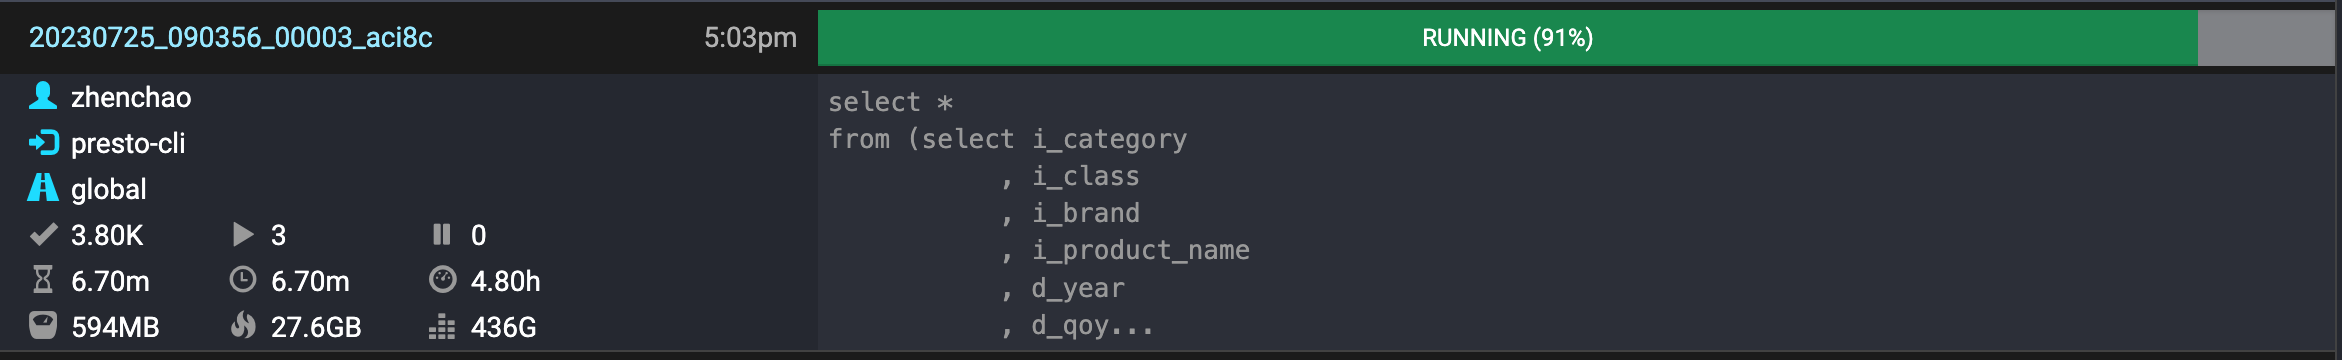 20230725_090356_00003_aci8c 5:03pm RUNNING (91%)
zhenchao
presto-cli
global
3.80K 3 0
6.70m 6.70m 4.80h
594MB 27.6GB 436G
select *
from (select i_category
, i_class
, i_brand
, i_product_name
, d_year
, d_qoy...